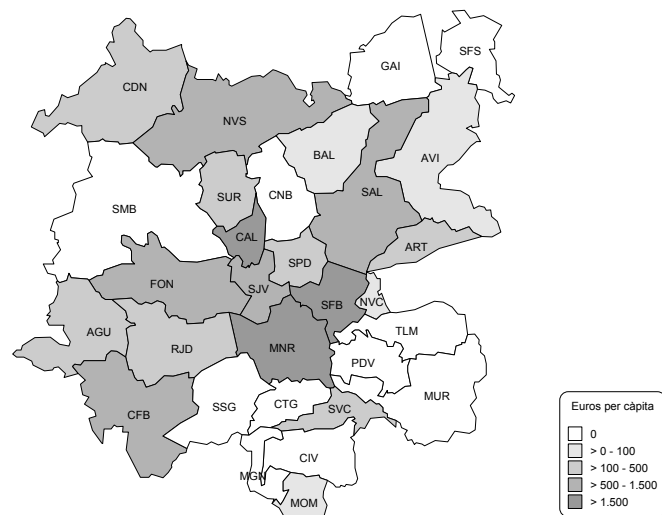 GAI
SFS
CDN
NVS
BAL
AVI
SUR
CNB
SAL
SMB
CAL
ART
SPD
FON
SJV
SFB
NVC
TLM
AGU
RJD
MNR
PDV
MUR
CFB
SSG
CTG
SVC
CIV
MGN
MOM
Euros per càpita
0
> 0 - 100
> 100 - 500
> 500 - 1.500
> 1.500